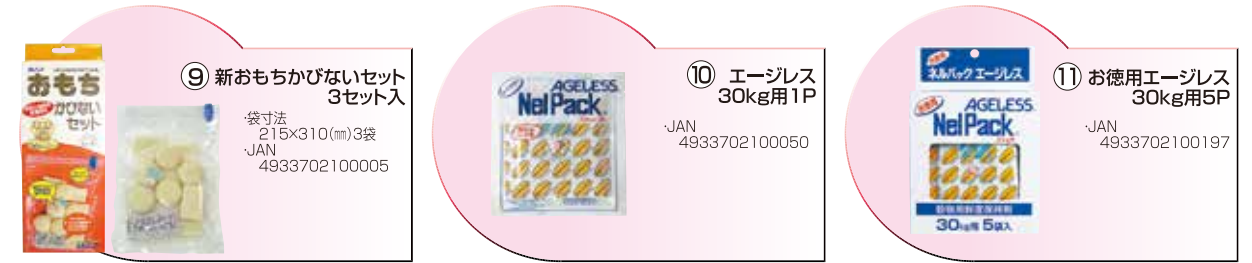 おもち
かびない
セット
⑨ 新おもちかびないセット
3セット入
·袋寸法
215×310(㎜)3袋
·JAN
4933702100005
AGELESS
Nel Pack
⑩ エージレス
30kg用1P
·JAN
4933702100050
ネルパック エージレス
AGELESS
Nel Pack
30kg用 5袋入
⑪ お徳用エージレス
30kg用5P
·JAN
4933702100197